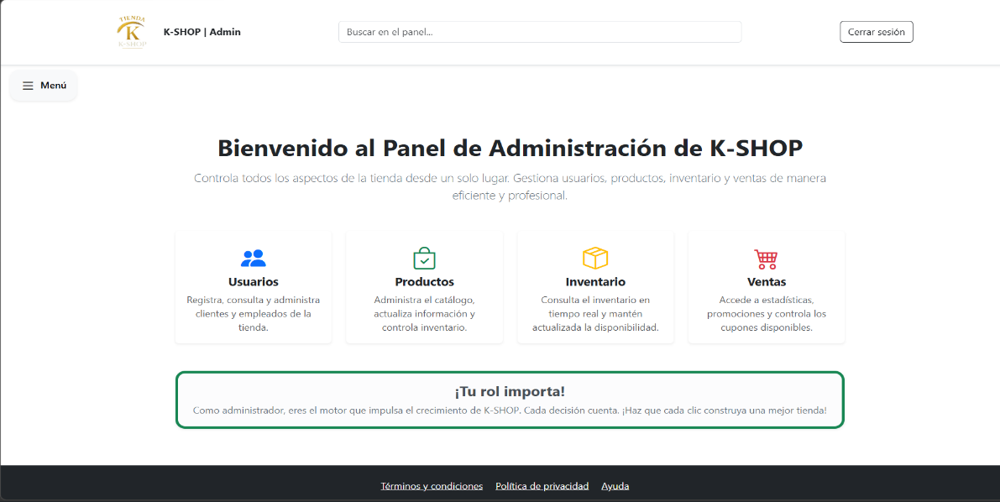 TIENDA
K
K-SHOP
K-SHOP | Admin
Buscar en el panel...
Cerrar sesión
Menú
Bienvenido al Panel de Administración de K-SHOP
Controla todos los aspectos de la tienda desde un solo lugar. Gestiona usuarios, productos, inventario y ventas de manera
eficiente y profesional.
Usuarios
Registra, consulta y administra
clientes y empleados de la
tienda.
Productos
Administra el catálogo,
actualiza información y
controla inventario.
Inventario
Consulta el inventario en
tiempo real y mantén
actualizada la disponibilidad.
Ventas
Accede a estadísticas,
promociones y controla los
cupones disponibles.
¡Tu rol importa!
Como administrador, eres el motor que impulsa el crecimiento de K-SHOP. Cada decisión cuenta. ¡Haz que cada clic construya una mejor tienda!
Términos y condiciones Política de privacidad Ayuda